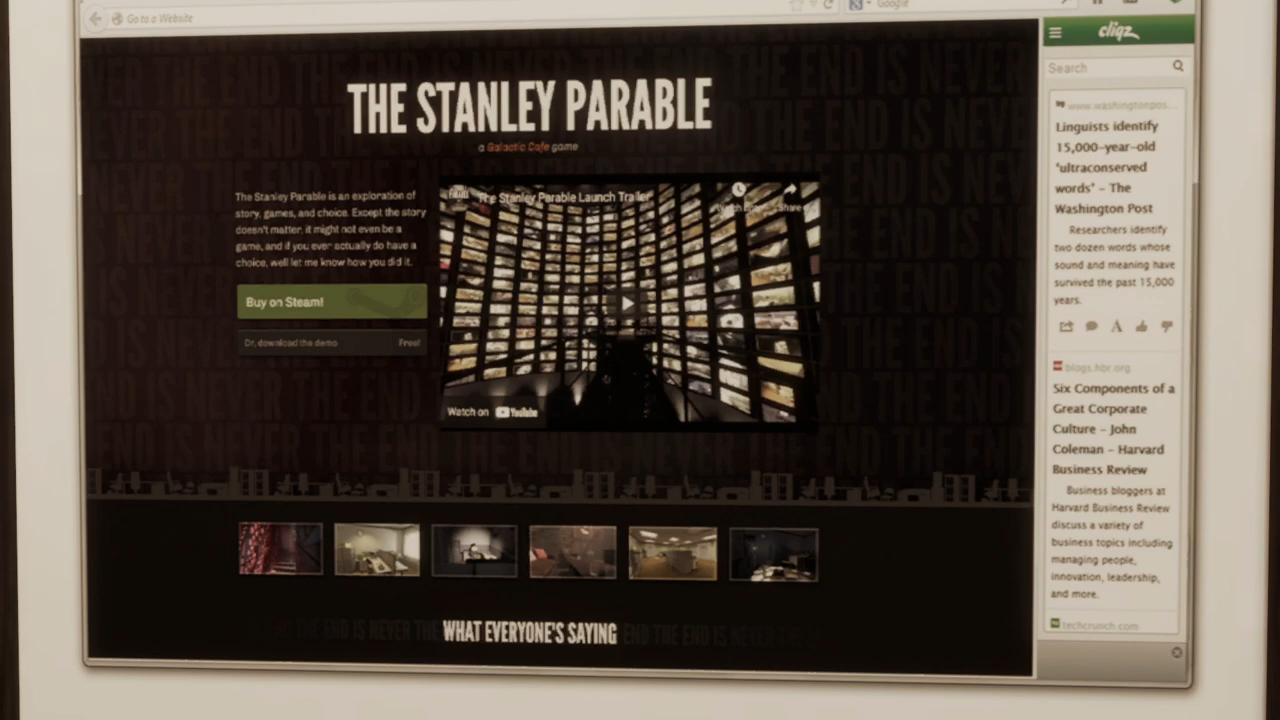 Go to a Website
Google
cliqz
Search
THE STANLEY PARABLE
a Galactic Cafe game
The Stanley Parable is an exploration of
story, games, and choice. Except the story
doesn't matter, it might not even be a
game, and if you ever actually do have a
choice, well let me know how you did it.
Buy on Steam!
Or, download the demo Free!
The Stanley Parable Launch Trailer
Share
Watch on YouTube
WHAT EVERYONE'S SAYING
www.washingtonpos...
Linguists identify
15,000-year-old
'ultraconserved
words' - The
Washington Post
Researchers identify
two dozen words whose
sound and meaning have
survived the past 15,000
years.
blogs.hbr.org
Six Components of a
Great Corporate
Culture - John
Coleman - Harvard
Business Review
Business bloggers at
Harvard Business Review
discuss a variety of
business topics including
managing people,
innovation, leadership,
and more.
techcrunch.com